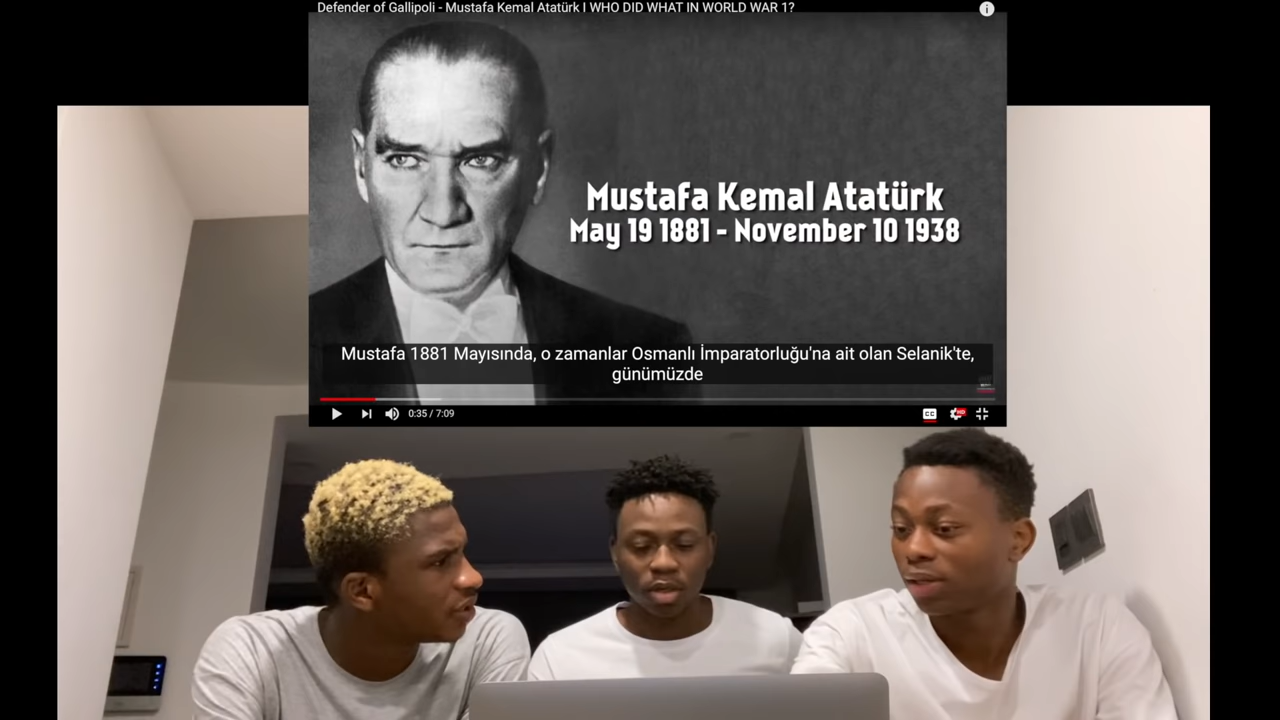 Defender of Gallipoli - Mustafa Kemal Atatürk I WHO DID WHAT IN WORLD WAR 1?
Mustafa Kemal Atatürk
May 19 1881 - November 10 1938
Mustafa 1881 Mayısında, o zamanlar Osmanlı İmparatorluğu'na ait olan Selanik'te,
günümüzde
0:35 / 7:09
CC
HD